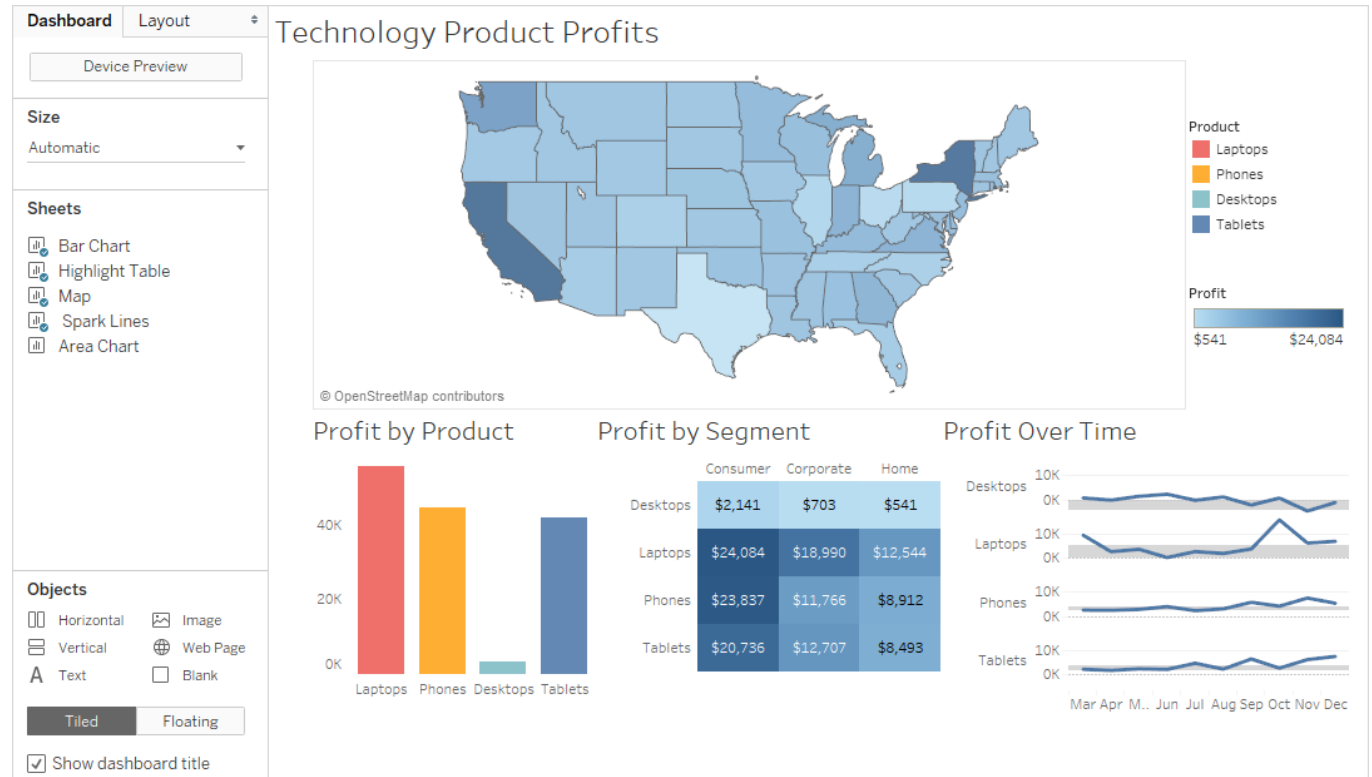 Dashboard Layout
Device Preview
Size
Automatic
Sheets
Bar Chart
Highlight Table
Map
Spark Lines
Area Chart
Objects
Horizontal Image
Vertical Web Page
A Text Blank
Tiled Floating
Show dashboard title
Technology Product Profits
© OpenStreetMap contributors
Product
Laptops
Phones
Desktops
Tablets
Profit
$541 $24,084
Profit by Product
40K
20K
0K
Laptops Phones Desktops Tablets
Profit by Segment
Consumer Corporate Home
Desktops $2,141 $703 $541
Laptops $24,084 $18,990 $12,544
Phones $23,837 $11,766 $8,912
Tablets $20,736 $12,707 $8,493
Profit Over Time
Desktops 10K
0K
Laptops 10K
0K
Phones 10K
0K
Tablets 10K
0K
Mar Apr M.. Jun Jul Aug Sep Oct Nov Dec